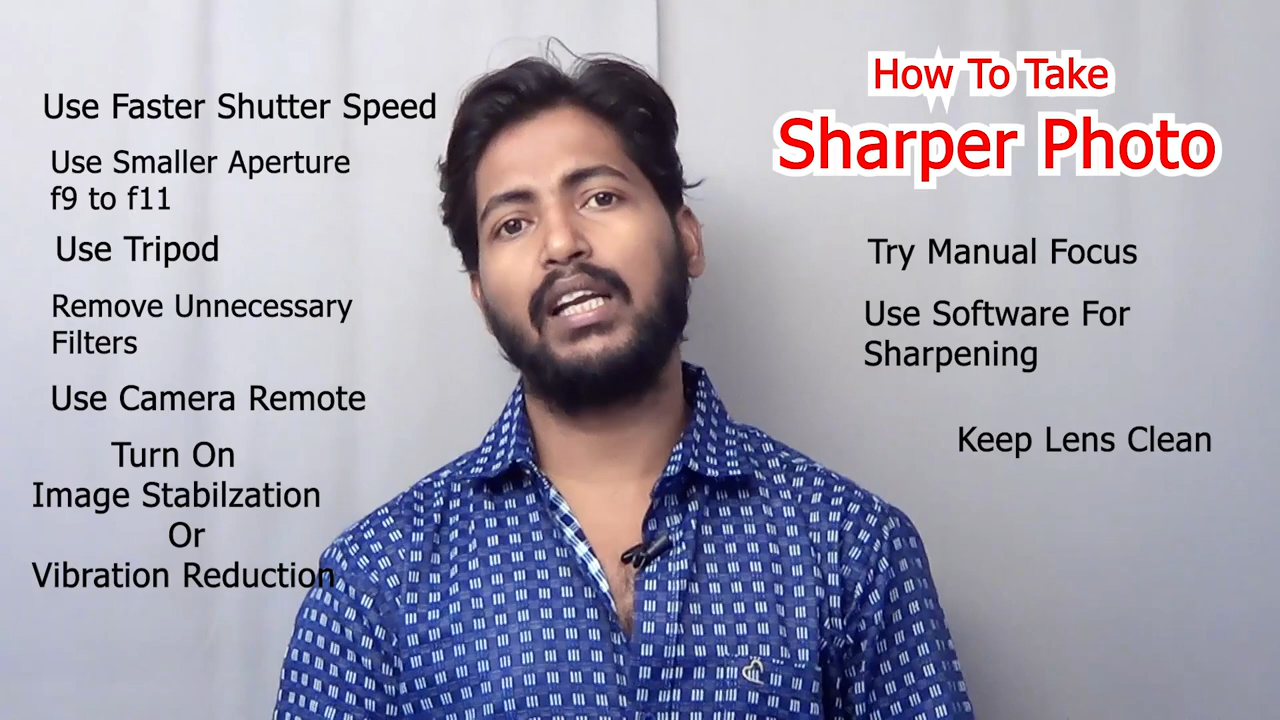 How To Take
Sharper Photo
Use Faster Shutter Speed
Use Smaller Aperture
f9 to f11
Use Tripod
Remove Unnecessary
Filters
Use Camera Remote
Turn On
Image Stabilzation
Or
Vibration Reduction
Try Manual Focus
Use Software For
Sharpening
Keep Lens Clean